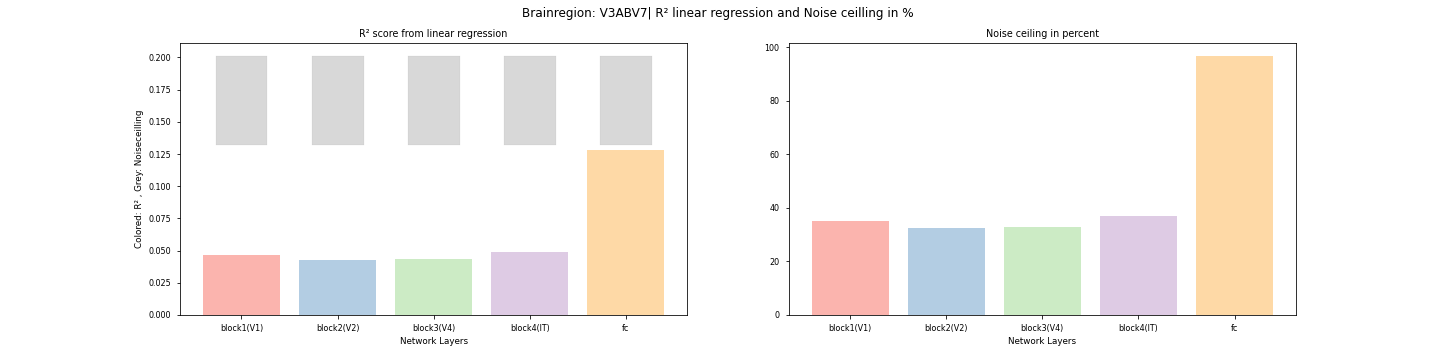 Brainregion: V3ABV7| R² linear regression and Noise ceilling in %
R² score from linear regression
Colored: R² , Grey: Noiseceilling
0.200
0.175
0.150
0.125
0.100
0.075
0.050
0.025
0.000
block1(V1) block2(V2) block3(V4) block4(IT) fc
Network Layers
Noise ceiling in percent
100
80
60
40
20
0
block1(V1) block2(V2) block3(V4) block4(IT) fc
Network Layers